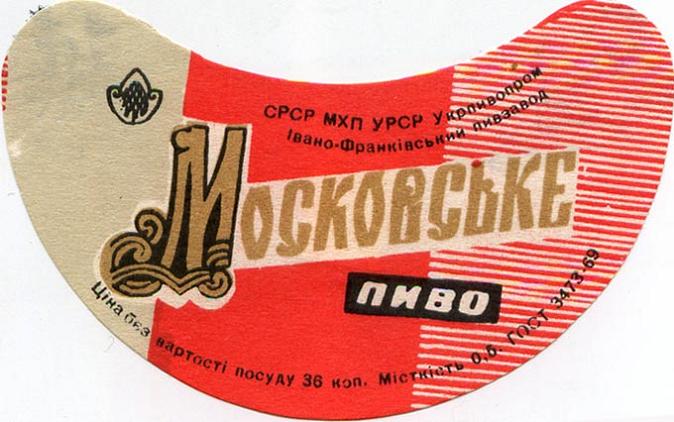 СРСР МХП УРСР Укрпивопром
Івано-Франківський пивзавод
Московське
пиво
Ціна без вартості посуду 36 коп. Місткість 0,5. ГОСТ 3473-69